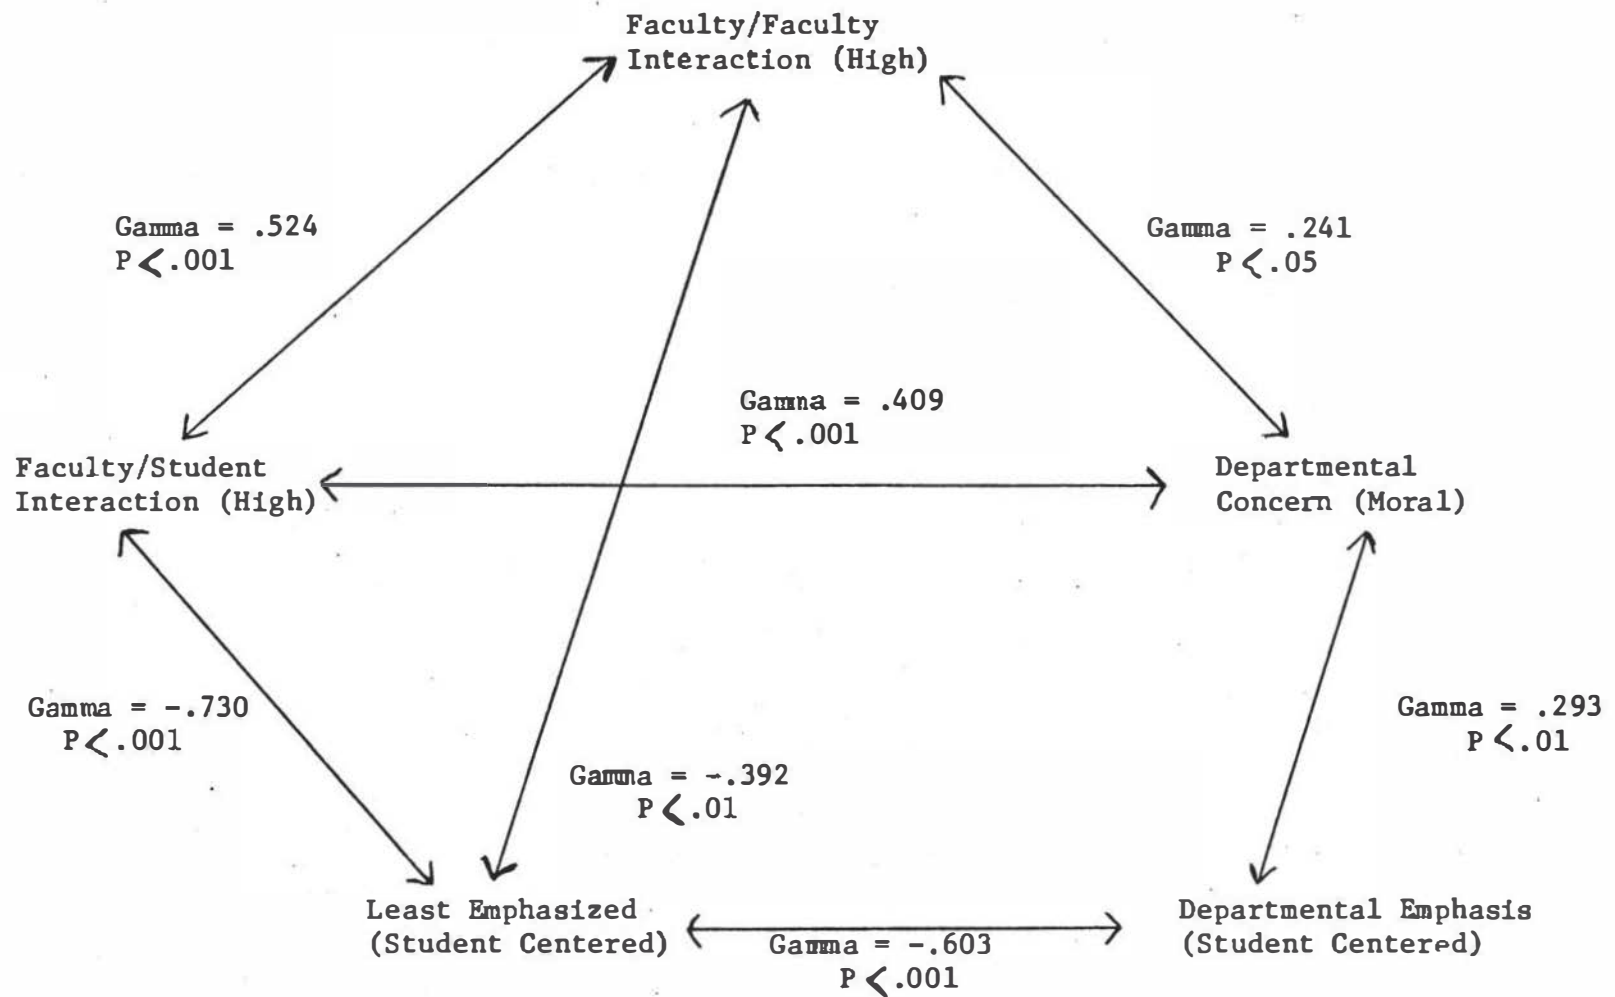 Faculty/Faculty
Interaction (High)
Gamma = .524
P <.001
Gamma = .241
P <.05
Gamma = .409
P <.001
Faculty/Student
Interaction (High)
Departmental
Concern (Moral)
Gamma = -.730
P <.001
Gamma = .293
P <.01
Gamma = -.392
P <.01
Least Emphasized
(Student Centered)
Departmental Emphasis
(Student Centered)
Gamma = -.603
P <.001